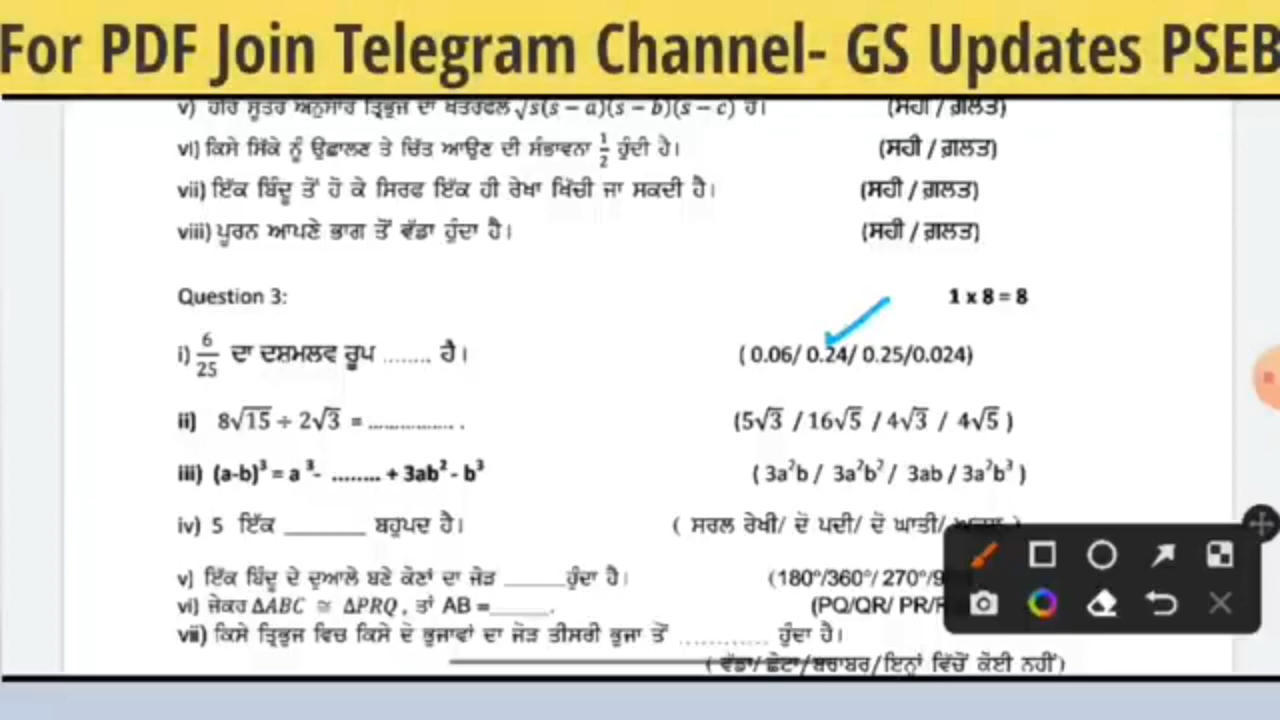 For PDF Join Telegram Channel- GS Updates PSEB
v) ਹੀਰੋ ਸੂਤਰ ਅਨੁਸਾਰ ਤ੍ਰਿਭੁਜ ਦਾ ਖੇਤਰਫਲ √s(s − a)(s − b)(s − c) ਹੈ। (ਸਹੀ / ਗ਼ਲਤ)
vi) ਕਿਸੇ ਸਿੱਕੇ ਨੂੰ ਉਛਾਲਣ ਤੇ ਚਿੱਤ ਆਉਣ ਦੀ ਸੰਭਾਵਨਾ 1/2 ਹੁੰਦੀ ਹੈ। (ਸਹੀ / ਗ਼ਲਤ)
vii) ਇੱਕ ਬਿੰਦੂ ਤੋਂ ਹੋ ਕੇ ਸਿਰਫ ਇੱਕ ਹੀ ਰੇਖਾ ਖਿੱਚੀ ਜਾ ਸਕਦੀ ਹੈ। (ਸਹੀ / ਗ਼ਲਤ)
viii) ਪੂਰਨ ਆਪਣੇ ਭਾਗ ਤੋਂ ਵੱਡਾ ਹੁੰਦਾ ਹੈ। (ਸਹੀ / ਗ਼ਲਤ)
Question 3: 1 x 8 = 8
i) 6/25 ਦਾ ਦਸ਼ਮਲਵ ਰੂਪ ........ ਹੈ। ( 0.06/ 0.24/ 0.25/0.024)
ii) 8√15 ÷ 2√3 = ................ . (5√3 / 16√5 / 4√3 / 4√5 )
iii) (a-b)³ = a ³- ........ + 3ab² - b³ ( 3a²b / 3a²b² / 3ab / 3a²b³ )
iv) 5 ਇੱਕ ________ ਬਹੁਪਦ ਹੈ। ( ਸਰਲ ਰੇਖੀ/ ਦੋ ਪਦੀ/ ਦੋ ਘਾਤੀ/
v) ਇੱਕ ਬਿੰਦੂ ਦੇ ਦੁਆਲੇ ਬਣੇ ਕੋਣਾਂ ਦਾ ਜੋੜ ______ਹੁੰਦਾ ਹੈ। (180°/360°/ 270°/9
vi) ਜੇਕਰ ΔABC ≅ ΔPRQ , ਤਾਂ AB =______. (PQ/QR/ PR/
vii) ਕਿਸੇ ਤ੍ਰਿਭੁਜ ਵਿਚ ਕਿਸੇ ਦੋ ਭੁਜਾਵਾਂ ਦਾ ਜੋੜ ਤੀਸਰੀ ਭੁਜਾ ਤੋਂ ............ ਹੁੰਦਾ ਹੈ।
( ਵੱਡਾ/ ਛੋਟਾ/ਬਰਾਬਰ/ਇਨ੍ਹਾਂ ਵਿੱਚੋਂ ਕੋਈ ਨਹੀਂ)